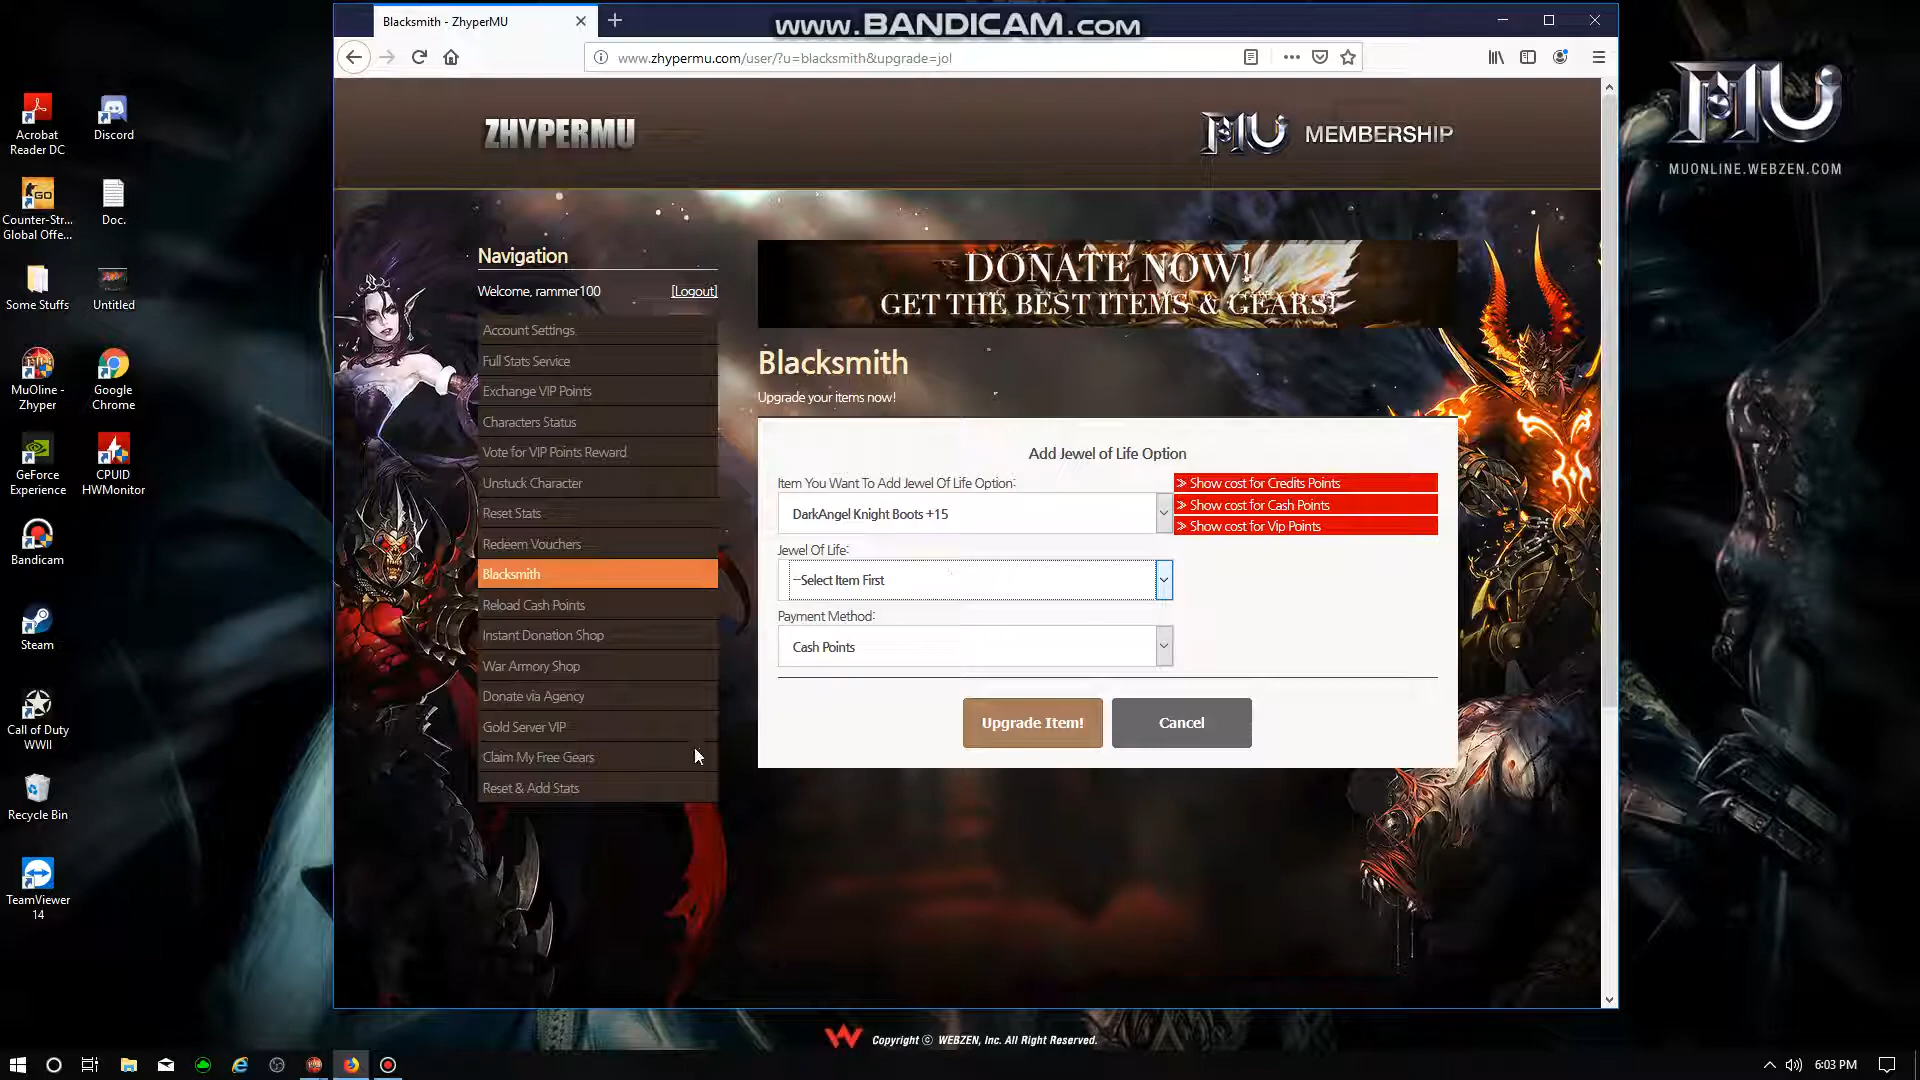 Blacksmith - ZhyperMU
www.BANDICAM.com
www.zhypermu.com/user/?u=blacksmith&upgrade=jol
ZHYPERMU
MU MEMBERSHIP
MU
MUONLINE.WEBZEN.COM
Acrobat Reader DC
Discord
Counter-Str... Global Offe...
Doc.
Some Stuffs
Untitled
MuOline - Zhyper
Google Chrome
GeForce Experience
CPUID HWMonitor
Bandicam
Steam
Call of Duty WWII
Recycle Bin
TeamViewer 14
Navigation
Welcome, rammer100 [Logout]
Account Settings
Full Stats Service
Exchange VIP Points
Characters Status
Vote for VIP Points Reward
Unstuck Character
Reset Stats
Redeem Vouchers
Blacksmith
Reload Cash Points
Instant Donation Shop
War Armory Shop
Donate via Agency
Gold Server VIP
Claim My Free Gears
Reset & Add Stats
DONATE NOW!
GET THE BEST ITEMS & GEARS!
Blacksmith
Upgrade your items now!
Add Jewel of Life Option
Item You Want To Add Jewel Of Life Option:
DarkAngel Knight Boots +15
≫ Show cost for Credits Points
≫ Show cost for Cash Points
≫ Show cost for Vip Points
Jewel Of Life:
--Select Item First
Payment Method:
Cash Points
Upgrade Item!
Cancel
Copyright © WEBZEN, Inc. All Right Reserved.
6:03 PM